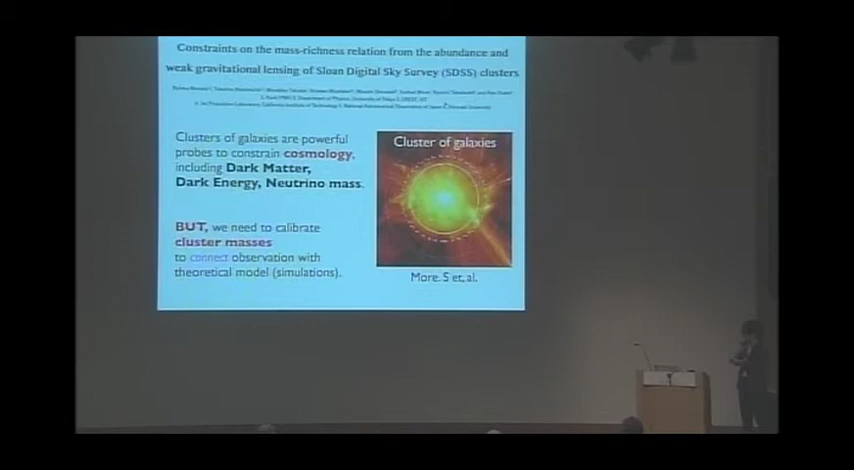 Constraints on the mass-richness relation from the abundance and
weak gravitational lensing of Sloan Digital Sky Survey (SDSS) clusters
Clusters of galaxies are powerful
probes to constrain cosmology,
including Dark Matter,
Dark Energy, Neutrino mass.
BUT, we need to calibrate
cluster masses
to connect observation with
theoretical model (simulations).
Cluster of galaxies
More. S et, al.